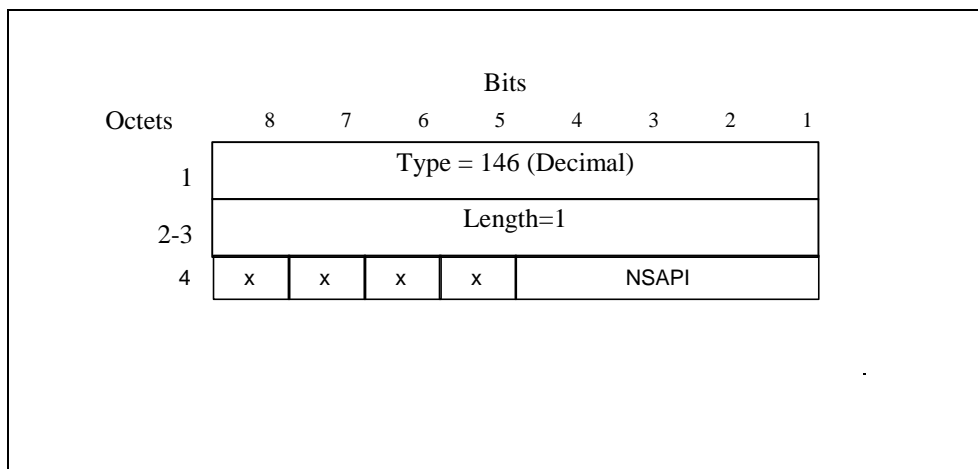 Bits
Octets 8 7 6 5 4 3 2 1
1 Type = 146 (Decimal)
2-3 Length=1
4 x x x x NSAPI